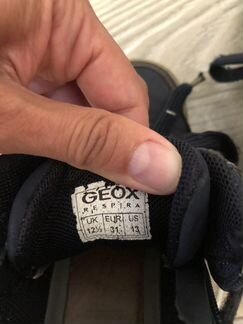 GEOX
RESPIRA
UK EUR US
12½ 31 13